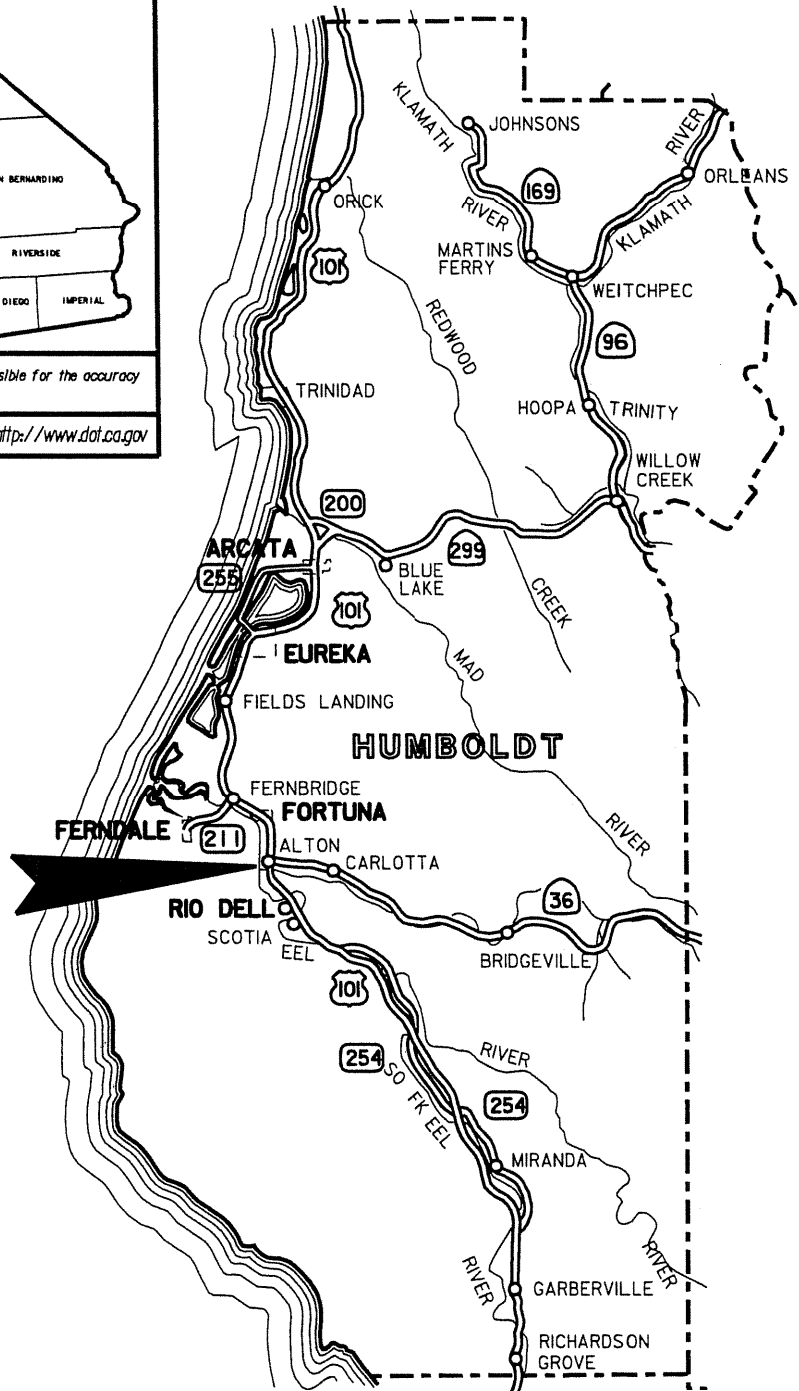 N BERNARDINO
RIVERSIDE
DIEGO
IMPERIAL
sible for the accuracy
http://www.dot.ca.gov
KLAMATH
JOHNSONS
RIVER
ORLEANS
ORICK
169
RIVER
KLAMATH
MARTINS
FERRY
101
WEITCHPEC
REDWOOD
96
TRINIDAD
HOOPA
TRINITY
WILLOW
CREEK
200
ARCATA
299
255
BLUE
LAKE
CREEK
101
EUREKA
MAD
FIELDS LANDING
HUMBOLDT
FERNBRIDGE
FORTUNA
FERNDALE
211
RIVER
ALTON
CARLOTTA
36
RIO DELL
SCOTIA
EEL
BRIDGEVILLE
101
254
SO FK EEL
RIVER
254
MIRANDA
RIVER
RIVER
GARBERVILLE
RICHARDSON
GROVE